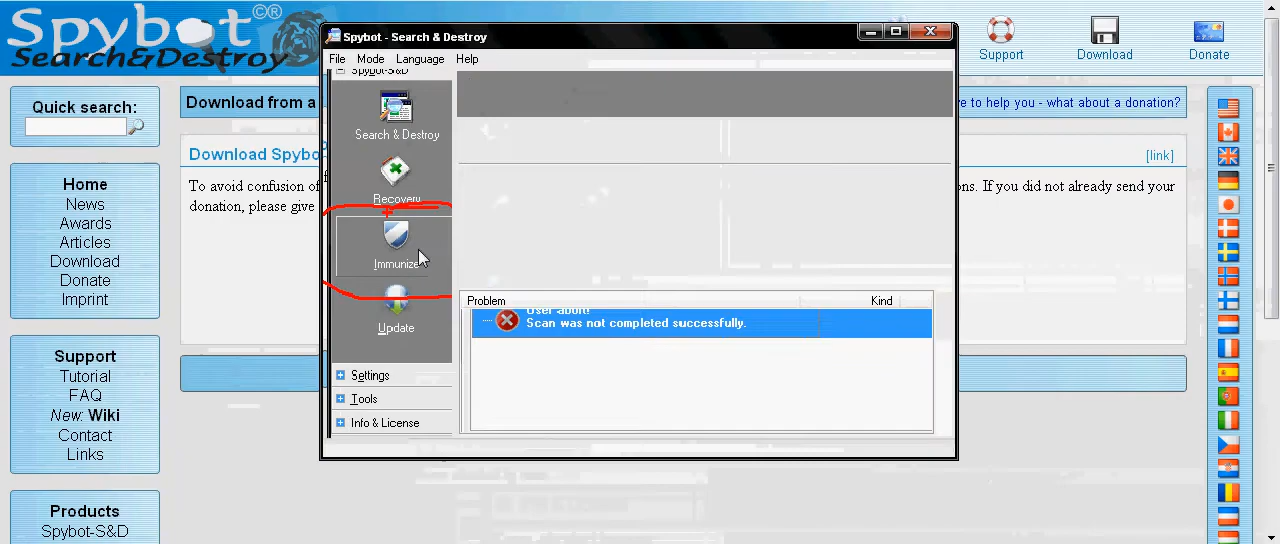 Spybot ©®
Search&Destroy
Support
Download
Donate
Spybot - Search & Destroy
File Mode Language Help
Spybot-S&D
Search & Destroy
Recovery
Immunize
Update
Settings
Tools
Info & License
Problem Kind
User abort
Scan was not completed successfully.
Quick search:
Home
News
Awards
Articles
Download
Donate
Imprint
Support
Tutorial
FAQ
New: Wiki
Contact
Links
Products
Spybot-S&D
Download from a
e to help you - what about a donation?
Download Spybo
[link]
To avoid confusion of
ons. If you did not already send your
donation, please give